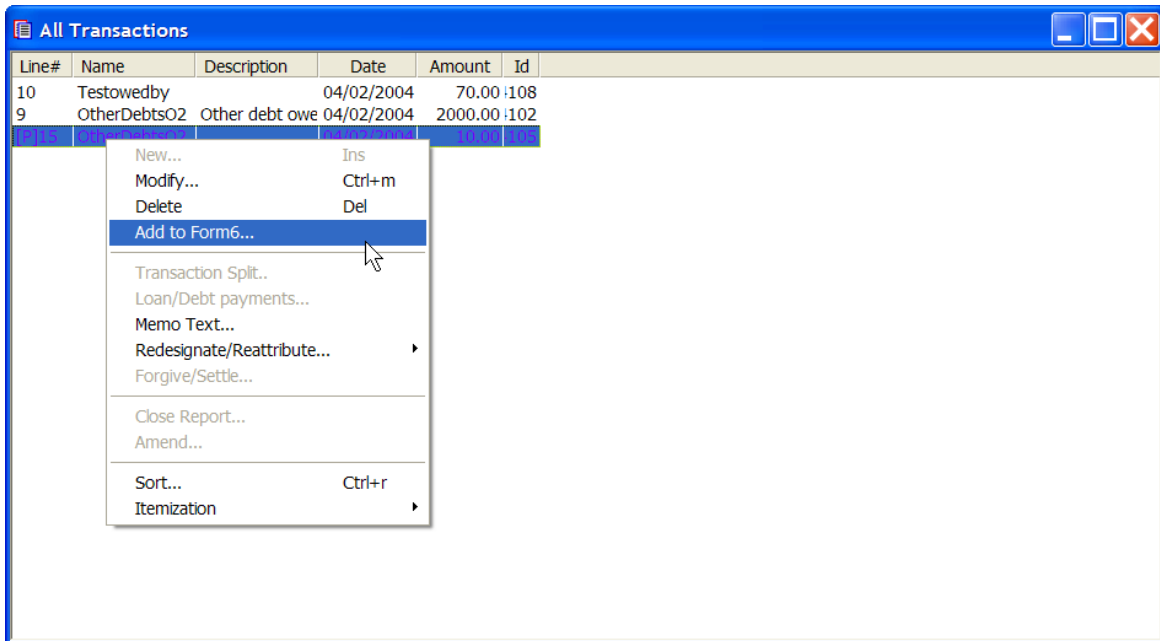 All Transactions
Line# Name Description Date Amount Id
10 Testowedby 04/02/2004 70.00 108
9 OtherDebtsO2 Other debt owe 04/02/2004 2000.00 102
[P]15 OtherDebtsO2 04/02/2004 10.00 105
New... Ins
Modify... Ctrl+m
Delete Del
Add to Form6...
Transaction Split..
Loan/Debt payments...
Memo Text...
Redesignate/Reattribute...
Forgive/Settle...
Close Report...
Amend...
Sort... Ctrl+r
Itemization